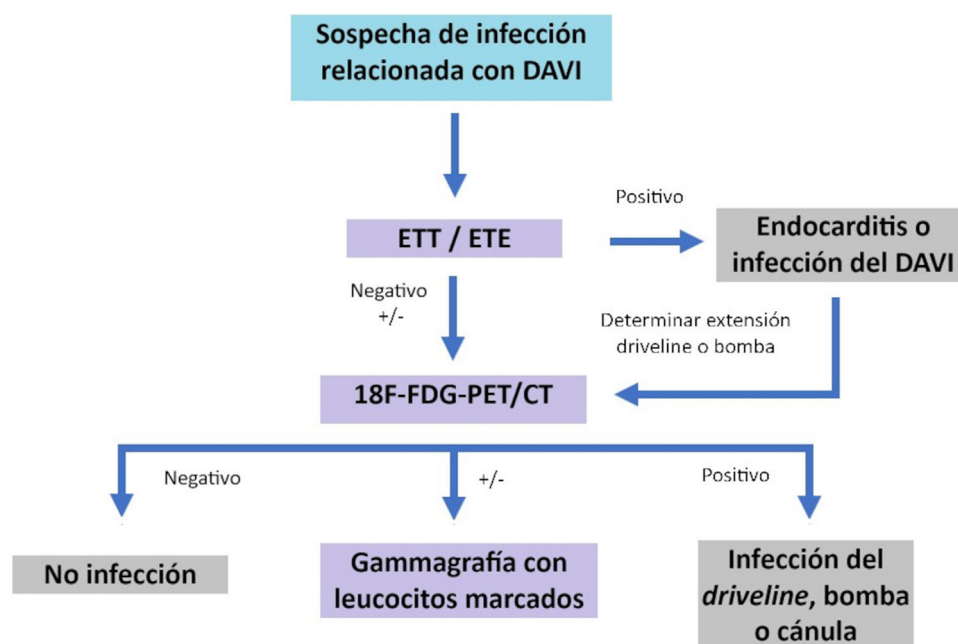 Sospecha de infección
relacionada con DAVI
Positivo
ETT / ETE
Endocarditis o
infección del DAVI
Negativo
+/-
Determinar extensión
driveline o bomba
18F-FDG-PET/CT
Negativo
+/-
Positivo
No infección
Gammagrafía con
leucocitos marcados
Infección del
driveline, bomba
o cánula